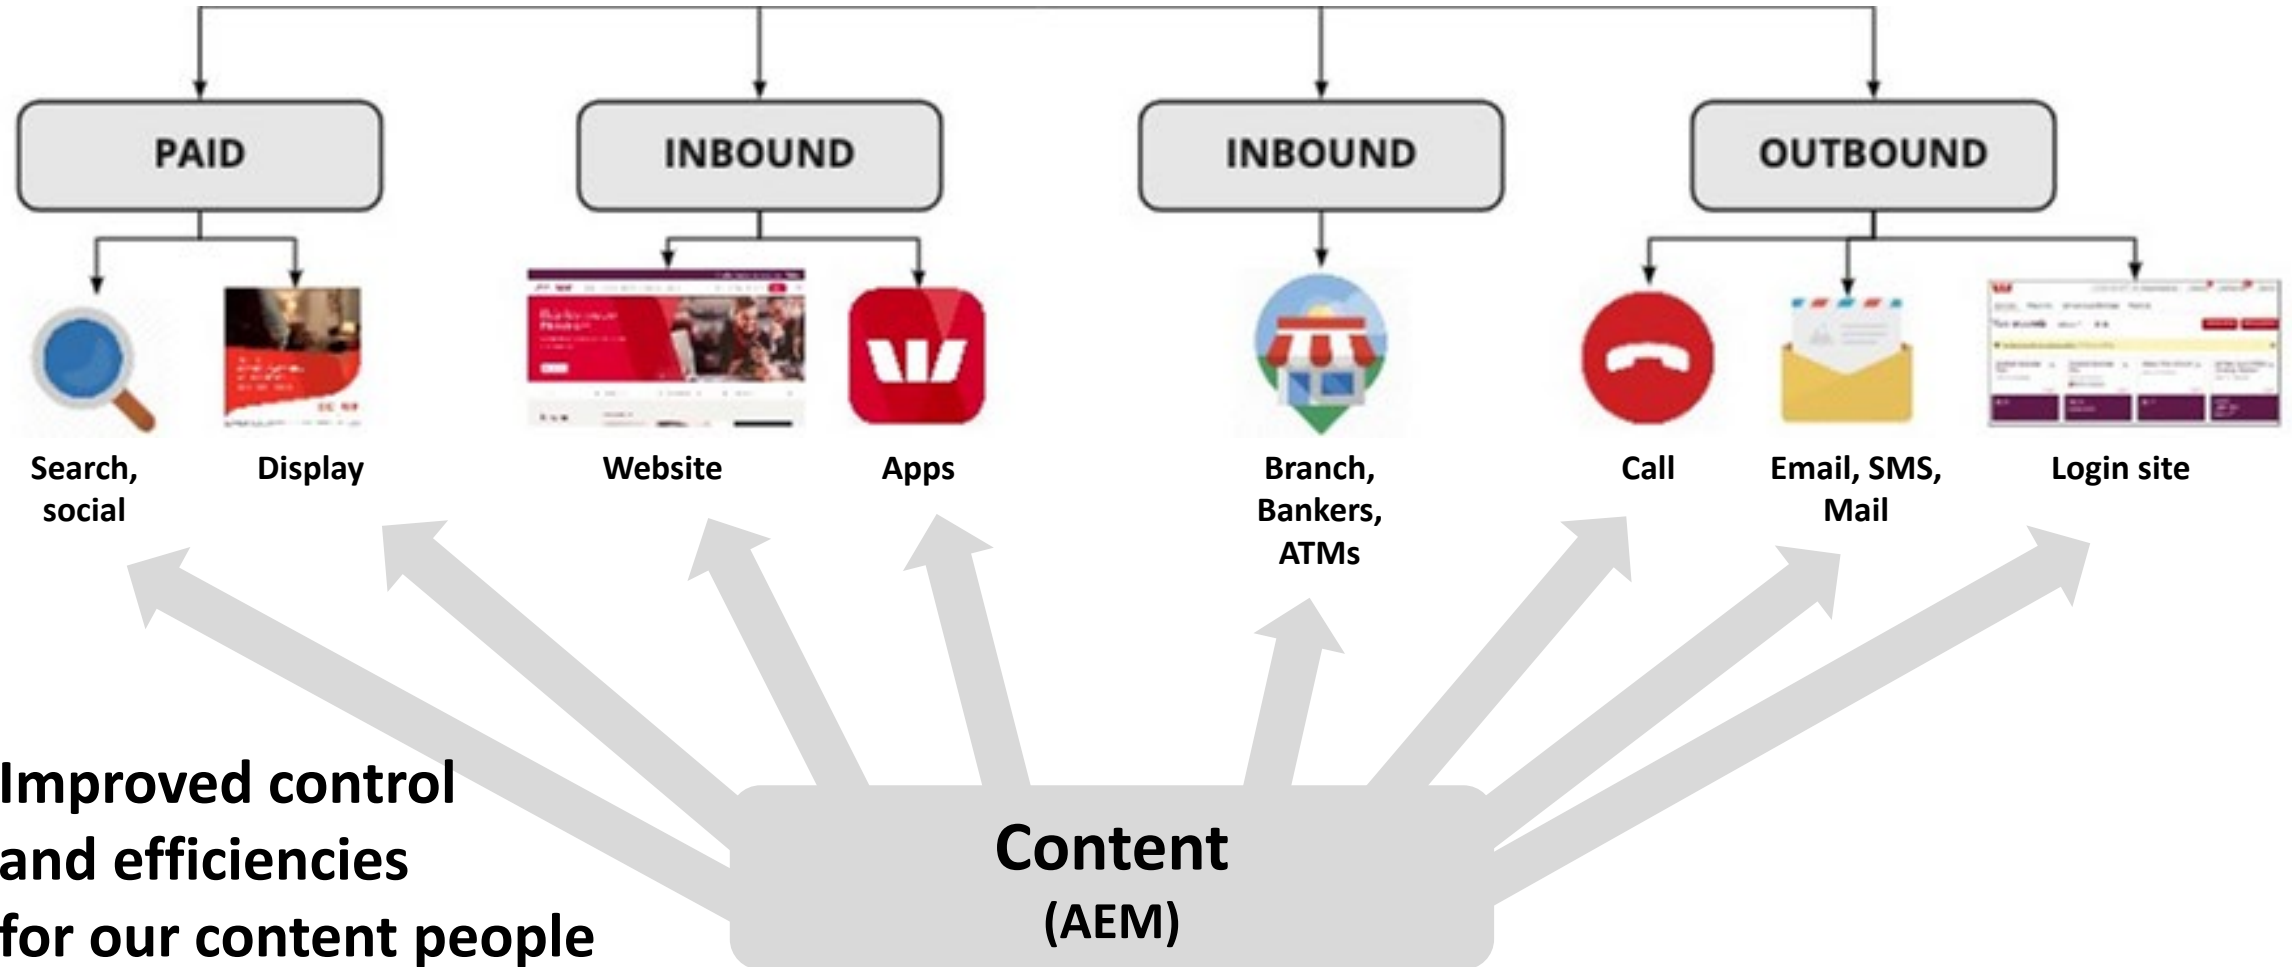 PAID
INBOUND
INBOUND
OUTBOUND
Search,
social
Display
Website
Apps
Branch,
Bankers,
ATMs
Call
Email, SMS,
Mail
Login site
Improved control
and efficiencies
for our content people
Content
(AEM)